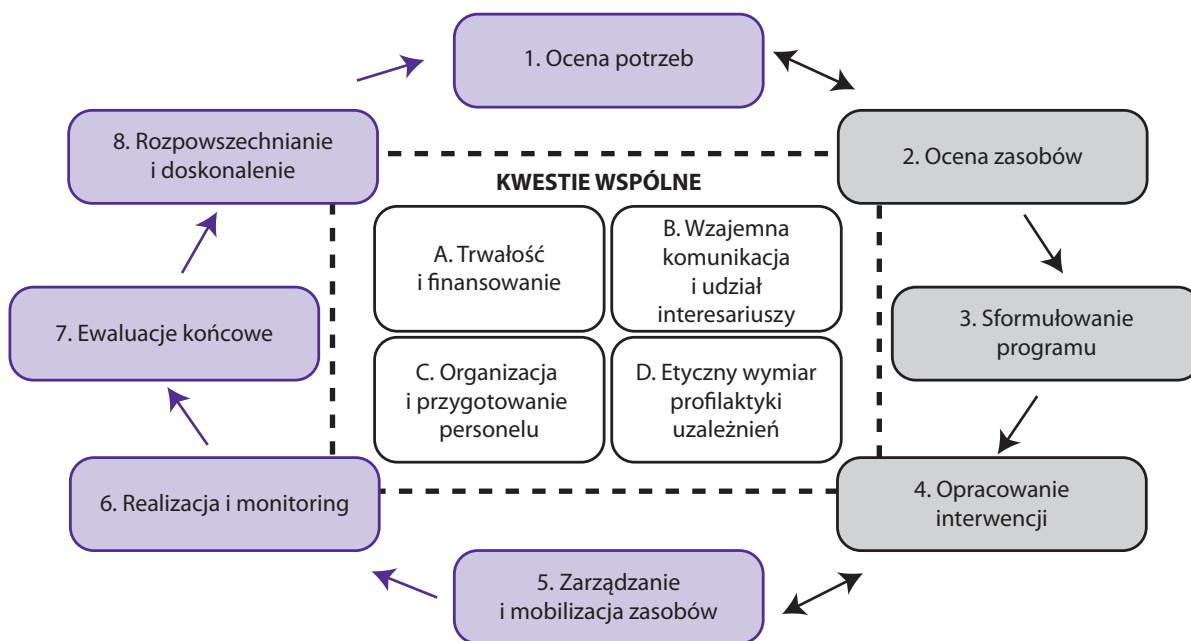 1. Ocena potrzeb
2. Ocena zasobów
3. Sformułowanie
programu
4. Opracowanie
interwencji
5. Zarządzanie
i mobilizacja zasobów
6. Realizacja i monitoring
7. Ewaluacje końcowe
8. Rozpowszechnianie
i doskonalenie
KWESTIE WSPÓLNE
A. Trwałość
i finansowanie
B. Wzajemna
komunikacja
i udział
interesariuszy
C. Organizacja
i przygotowanie
personelu
D. Etyczny wymiar
profilaktyki
uzależnień